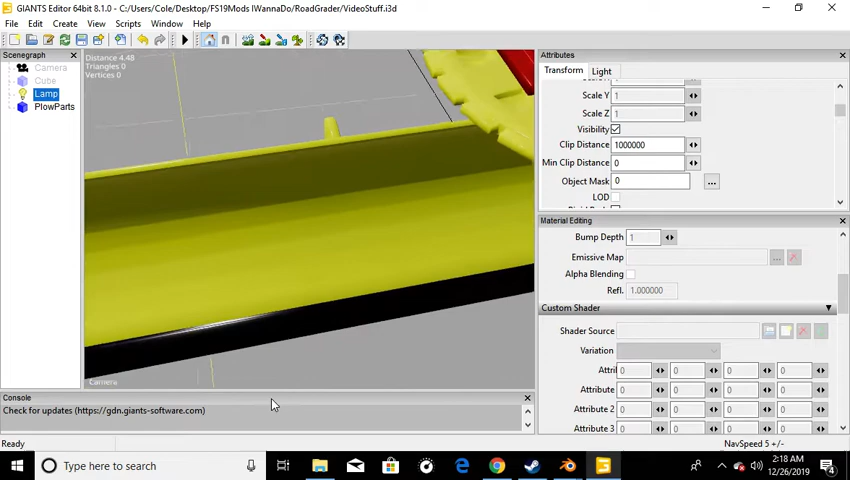 GIANTS Editor 64bit - 8.1.0 - C:/Users/Cole/Desktop/FS19Mods IWannaDo/RoadGrader/VideoStuff.i3d
File Edit View Create Scripts Window Help
Scenegraph
Camera
Cube
Lamp
PlowParts
Distance 4.48
Triangles 0
Vertices 0
Camera
Attributes
Transform Light
Scale Y 1
Scale Z 1
Visibility
Clip Distance 1000000
Min Clip Distance 0
Object Mask 0 ...
LOD
Material Editing
Bump Depth 1
Emissive Map ...
Alpha Blending
Refl. 1.000000
Custom Shader
Shader Source
Variation
Attri 0 0 0 0
Attribute 0 0 0 0
Attribute 2 0 0 0 0
Attribute 3 0 0 0 0
Console
Check for updates (https://gdn.giants-software.com)
Ready
NavSpeed 5 +/-
Type here to search
2:18 AM
12/26/2019
4